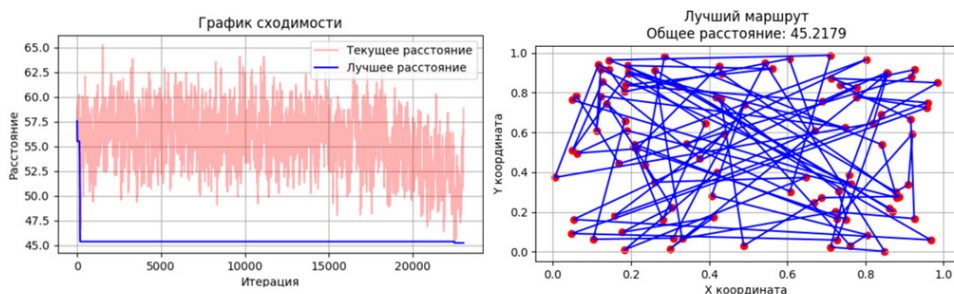 График сходимости
65.0
62.5
60.0
57.5
55.0
52.5
50.0
47.5
45.0
Расстояние
Текущее расстояние
Лучшее расстояние
0 5000 10000 15000 20000
Итерация
Лучший маршрут
Общее расстояние: 45.2179
1.0
0.8
0.6
0.4
0.2
0.0
Y координата
0.0 0.2 0.4 0.6 0.8 1.0
X координата